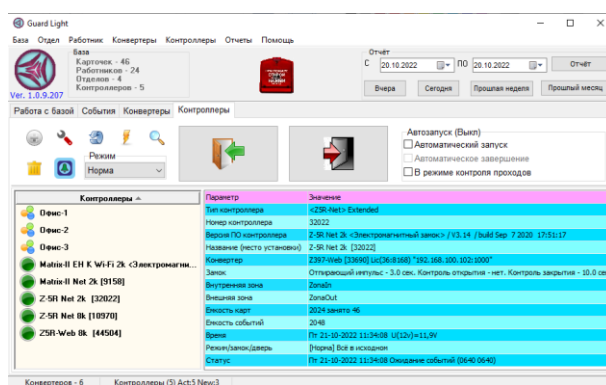 Guard Light
База Отдел Работник Конвертеры Контроллеры Отчеты Помощь
База
Карточек - 46
Работников - 24
Отделов - 4
Контроллеров - 5
Ver. 1.0.9.207
Отчёт
С 20.10.2022 ПО 20.10.2022 Отчёт
Вчера Сегодня Прошлая неделя Прошлый месяц
Работа с базой События Конвертеры Контроллеры
Режим
Норма
Автозапуск (Выкл)
Автоматический запуск
Автоматическое завершение
В режиме контроля проходов
Контроллеры
Офис-1
Офис-2
Офис-3
Matrix-II EH K Wi-Fi 2k <Электромагни...
Matrix-II Net 2k [9158]
Z-5R Net 2k [32022]
Z-5R Net 8k [10970]
Z5R-Web 8k [44504]
Параметр Значение
Тип контроллера <Z5R-Net> Extended
Номер контроллера 32022
Версия ПО контроллера Z-5R Net 2k <Электромагнитный замок> / V3.14 / build Sep 7 2020 17:51:17
Название (место установки) Z-5R Net 2k [32022]
Конвертер Z397-Web [33690] Lic(36:8168) "192.168.100.102:1000"
Замок Отпирающий импульс - 3.0 сек. Контроль открытия - нет. Контроль закрытия - 10.0 се
Внутренняя зона ZonaIn
Внешняя зона ZonaOut
Емкость карт 2024 занято 46
Емкость событий 2048
Время Пт 21-10-2022 11:34:08 U(12v)=11,9V
Режим/замок/дверь [Норма] Всё в исходном
Статус Пт 21-10-2022 11:34:08 Ожидание событий (0640 0640)
Конвертеров - 6 Контроллеры (5) Act:5 New:3